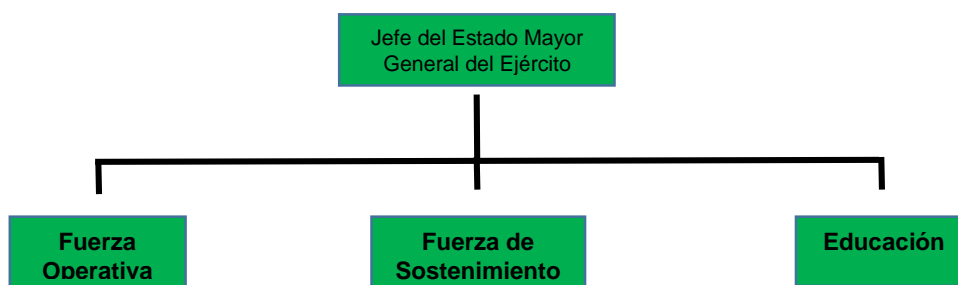 Jefe del Estado Mayor
General del Ejército
Fuerza
Operativa
Fuerza de
Sostenimiento
Educación